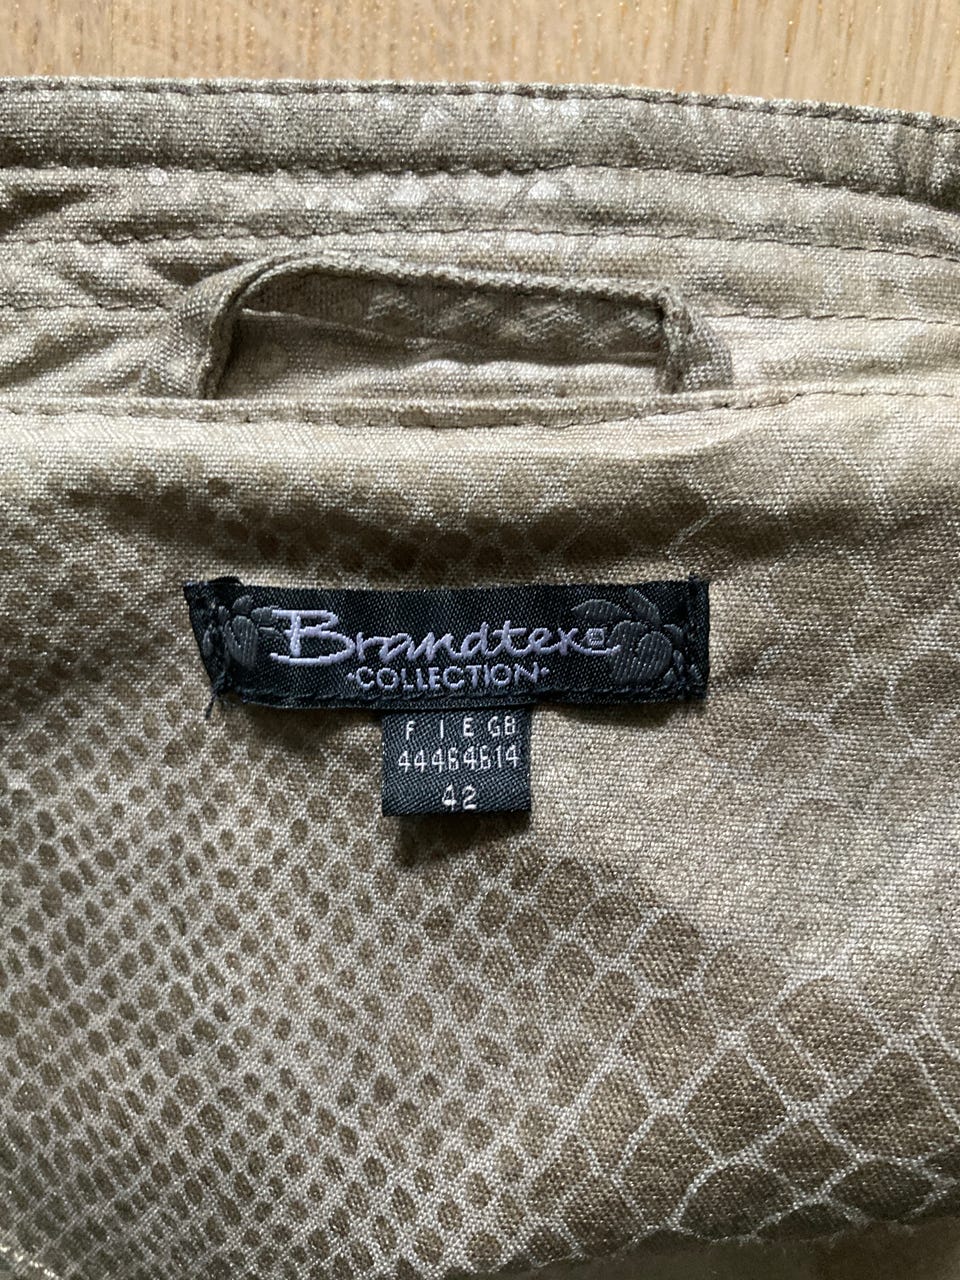 Brandtex®
·COLLECTION·
F I E GB
44 46 46 14
42